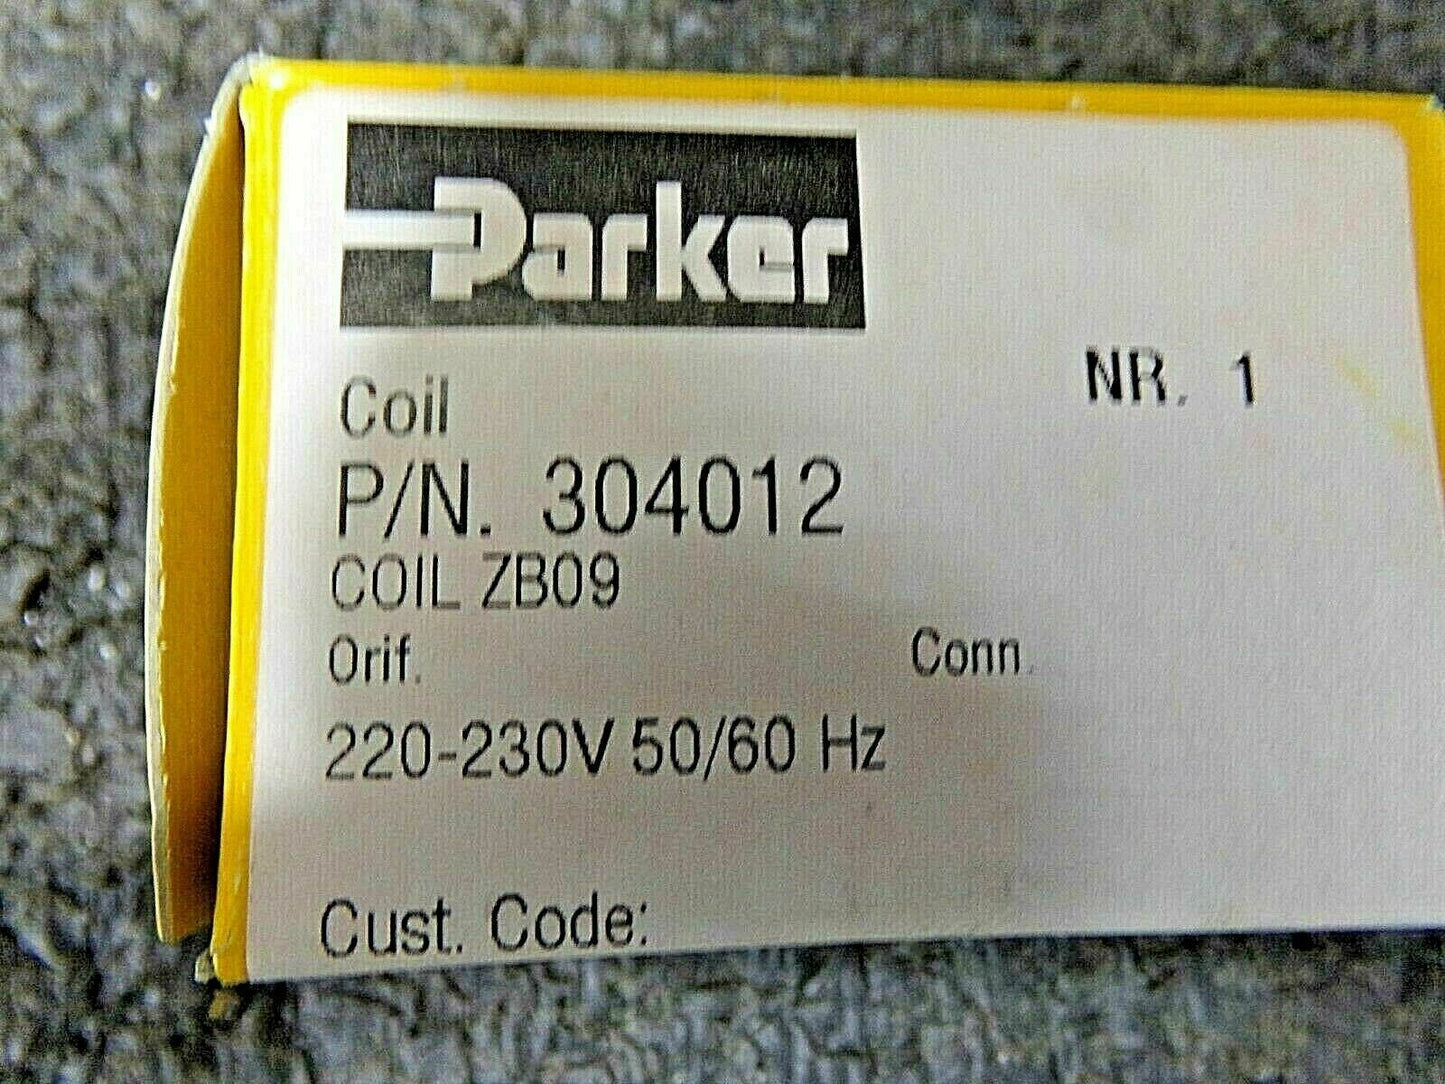 Parker
NR. 1
Coil
P/N. 304012
COIL ZB09
Orif. Conn.
220-230V 50/60 Hz
Cust. Code: